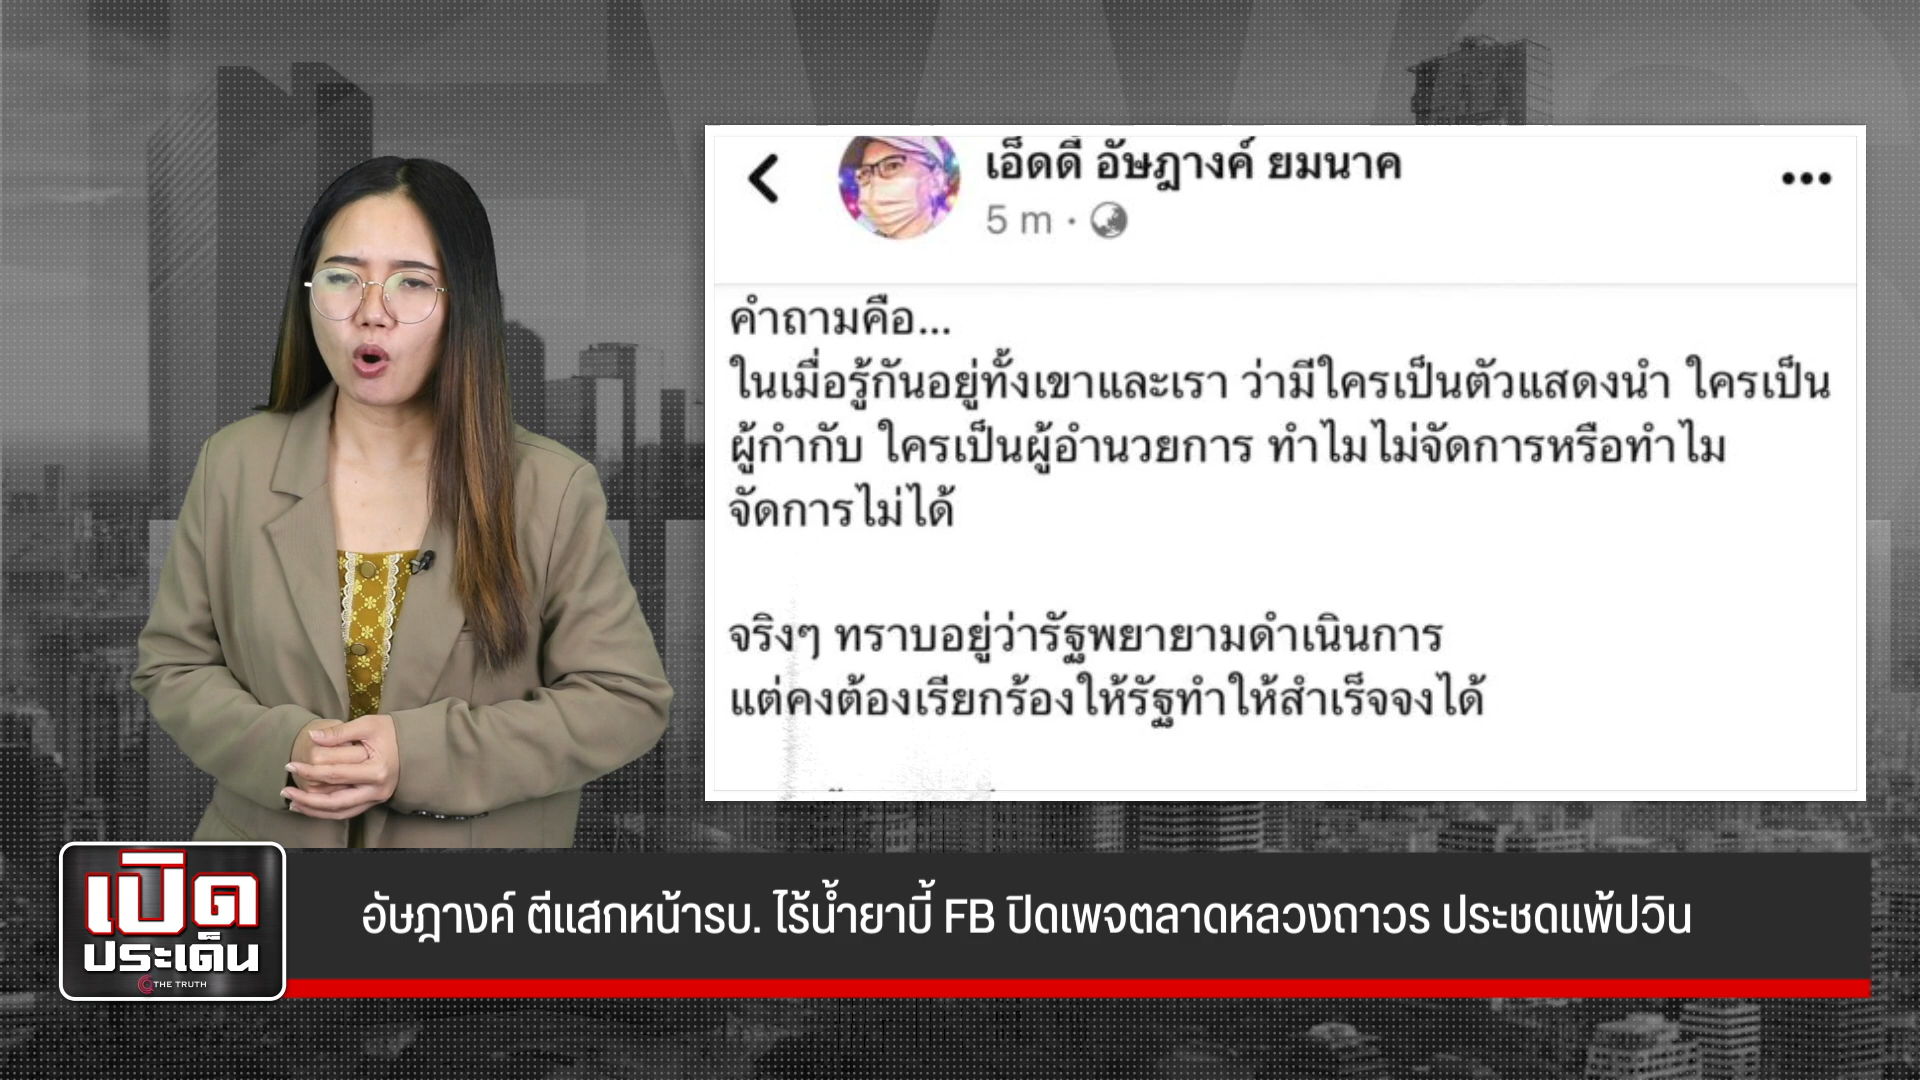 เอ็ดดี้ อัษฎางค์ ยมนาค
5 m ·
คำถามคือ...
ในเมื่อรู้กันอยู่ทั้งเขาและเรา ว่ามีใครเป็นตัวแสดงนำ ใครเป็น
ผู้กำกับ ใครเป็นผู้อำนวยการ ทำไมไม่จัดการหรือทำไม
จัดการไม่ได้
จริงๆ ทราบอยู่ว่ารัฐพยายามดำเนินการ
แต่คงต้องเรียกร้องให้รัฐทำให้สำเร็จจงได้
เปิด
ประเด็น
THE TRUTH
อัษฎางค์ ตีแสกหน้ารบ. ไร้น้ำยาบี้ FB ปิดเพจตลาดหลวงถาวร ประชดแพ้ปวิน